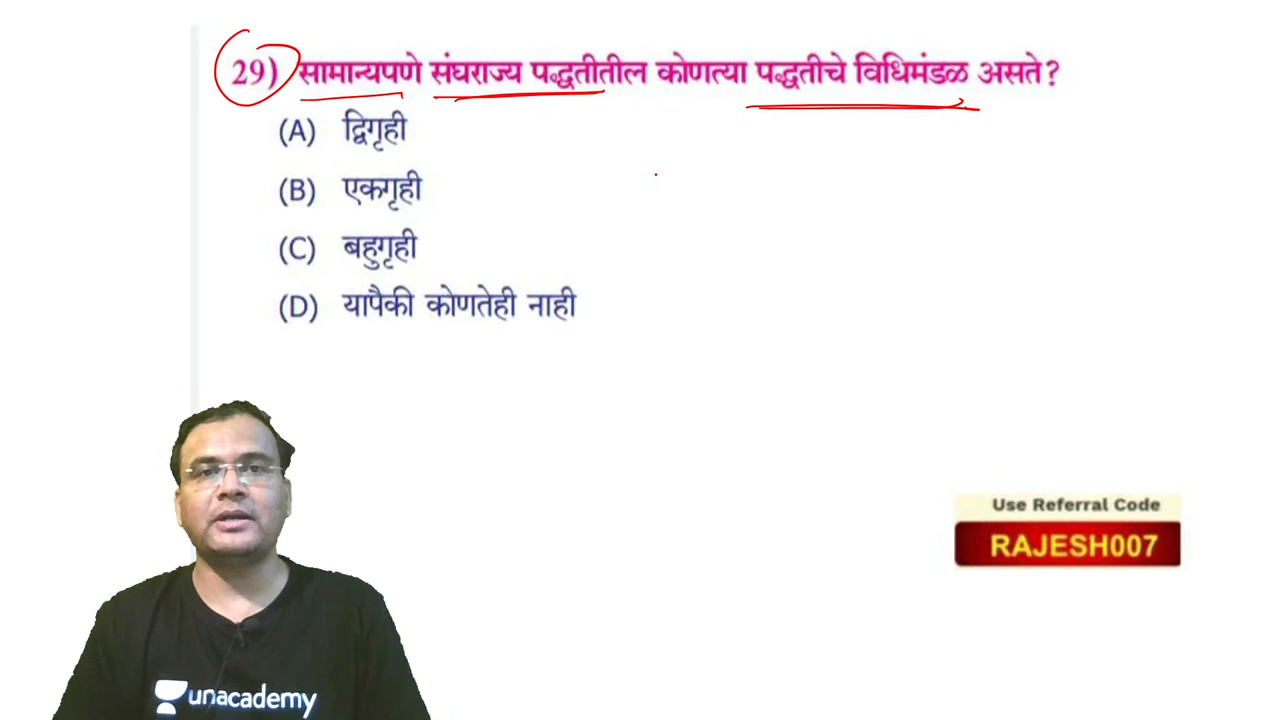 29) सामान्यपणे संघराज्य पद्धतीतील कोणत्या पद्धतीचे विधिमंडळ असते?
(A) द्विगृही
(B) एकगृही
(C) बहुगृही
(D) यापैकी कोणतेही नाही
Use Referral Code
RAJESH007
unacademy